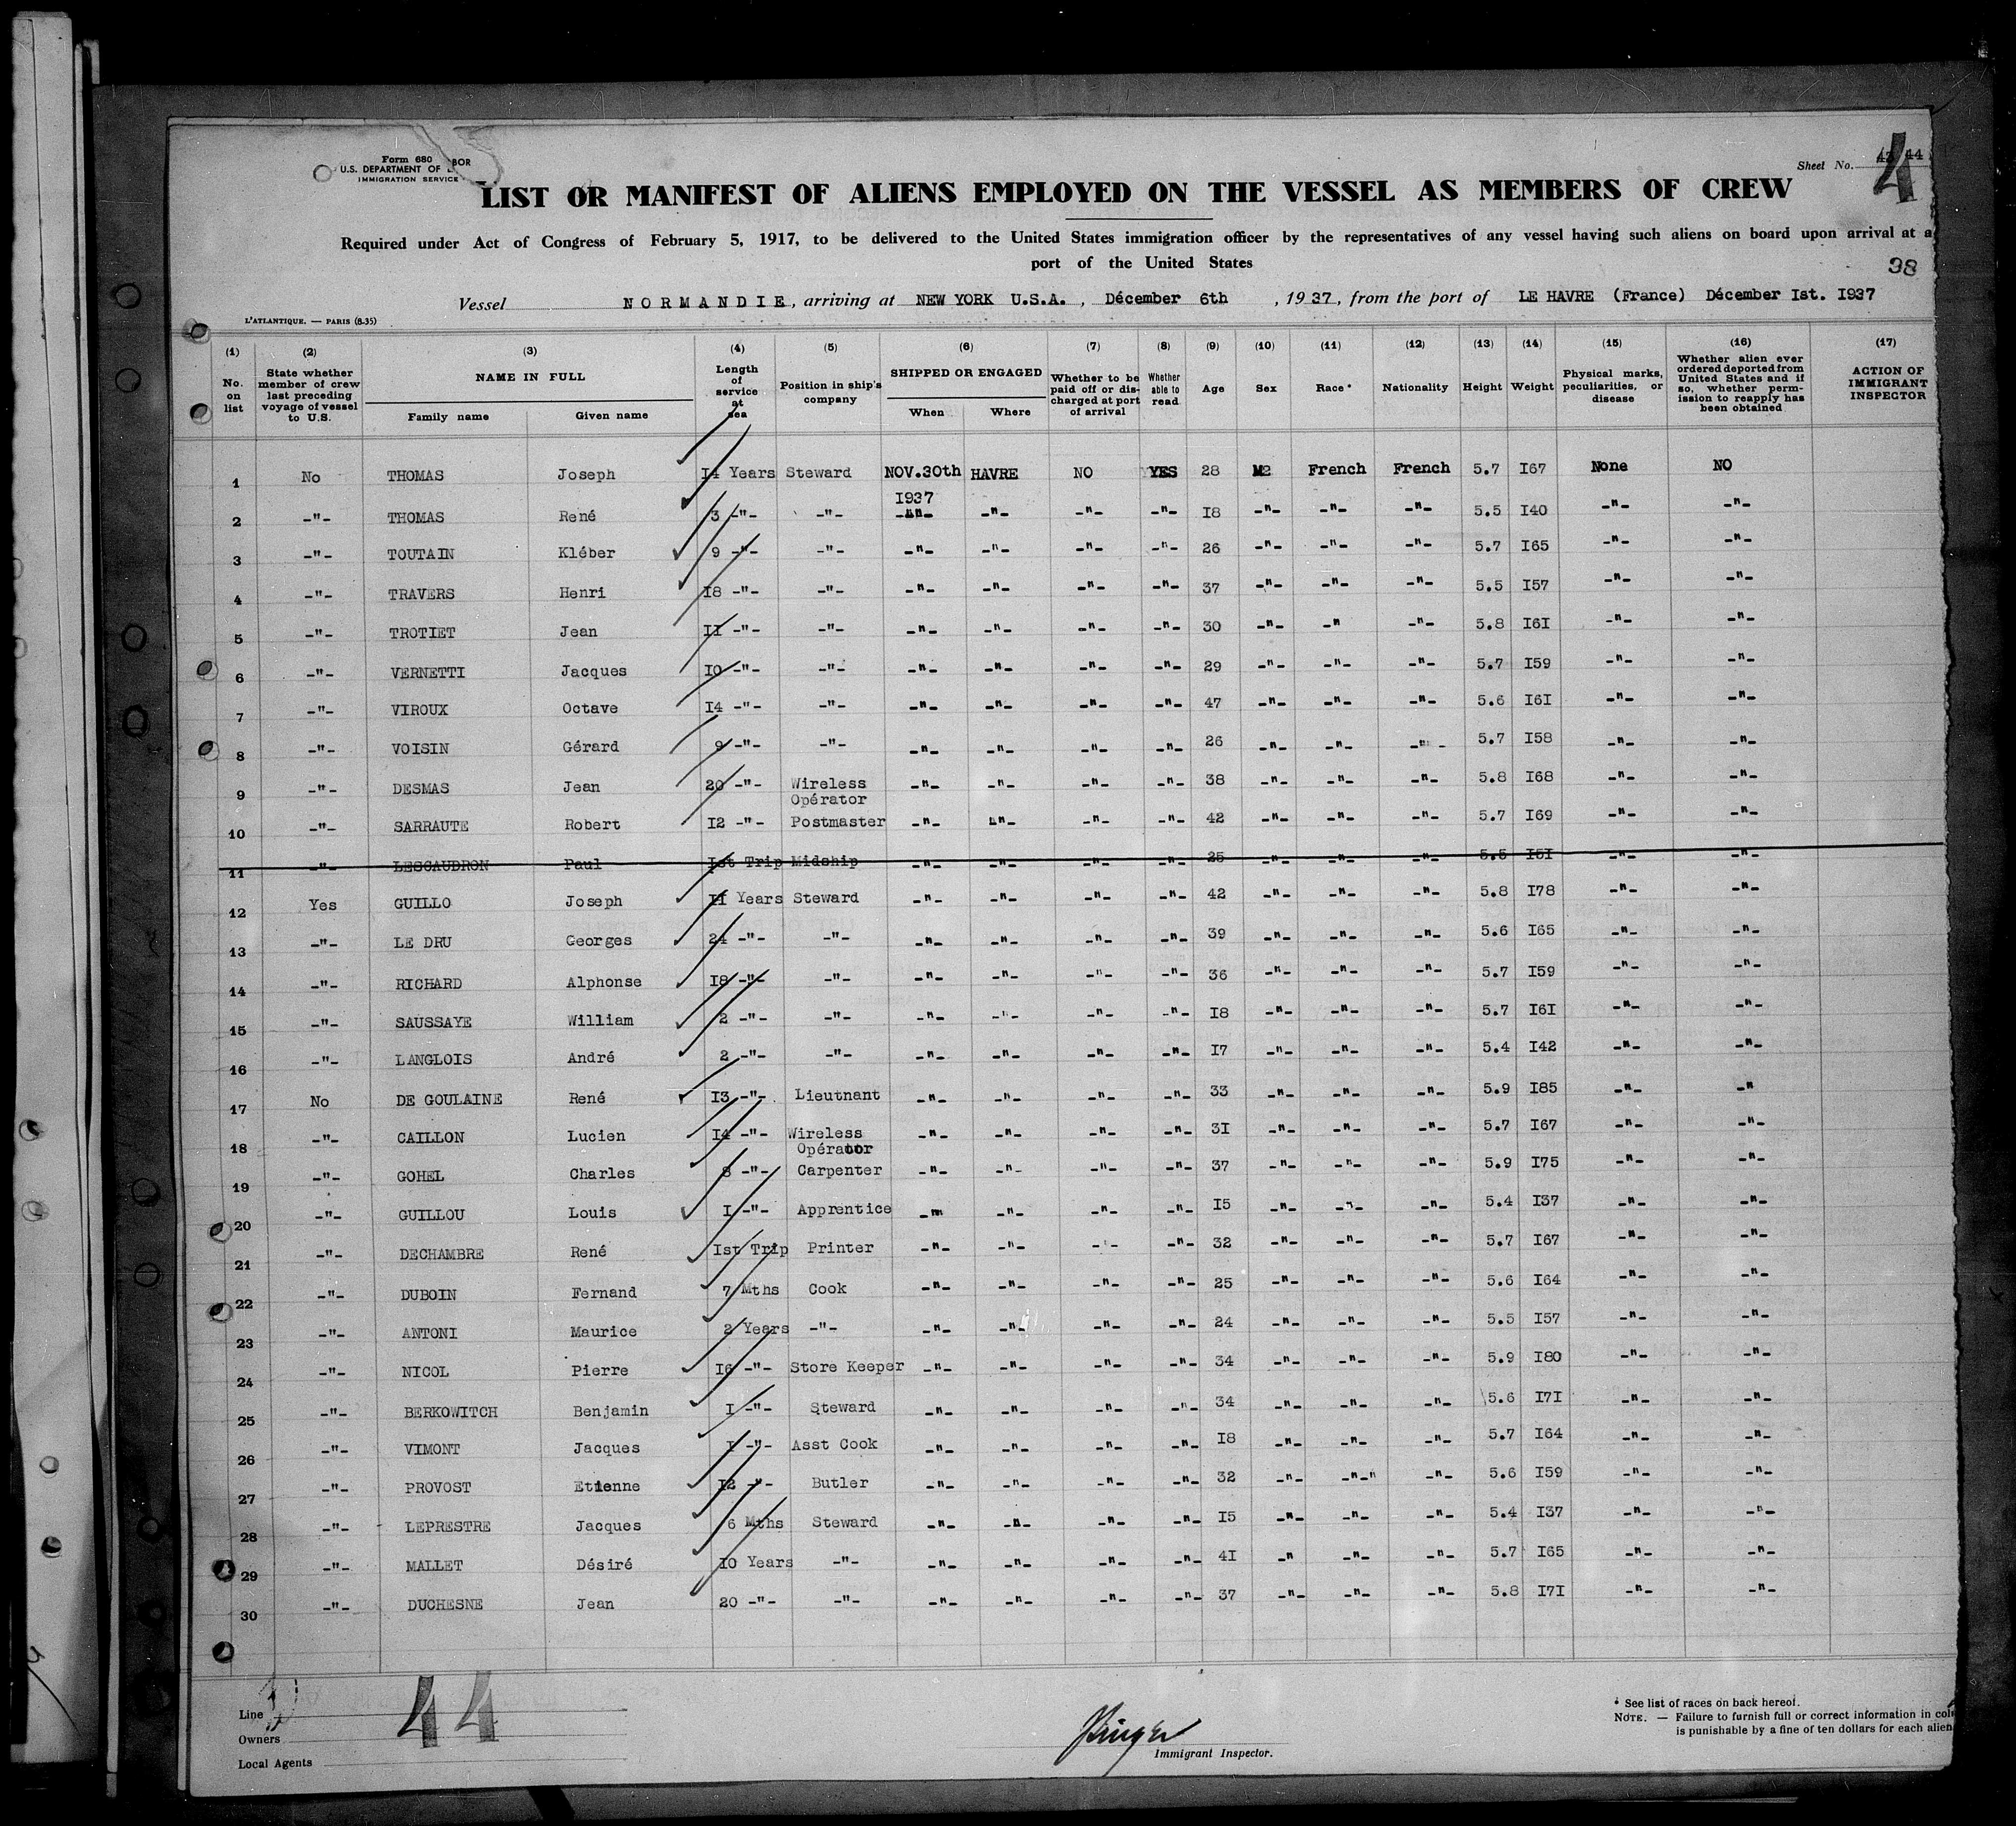 Form 680
U.S. DEPARTMENT OF L BOR
IMMIGRATION SERVICE
Sheet No. 44
4
LIST OR MANIFEST OF ALIENS EMPLOYED ON THE VESSEL AS MEMBERS OF CREW
Required under Act of Congress of February 5, 1917, to be delivered to the United States immigration officer by the representatives of any vessel having such aliens on board upon arrival at a
port of the United States
38
Vessel NORMANDIE, arriving at NEW YORK U.S.A., Décember 6th, 1937, from the port of LE HAVRE (France) Décember Ist. I937
L'ATLANTIQUE. — PARIS (8-35)
(1) (2) (3) (4) (5) (6) (7) (8) (9) (10) (11) (12) (13) (14) (15) (16) (17)
No. on list
State whether member of crew last preceding voyage of vessel to U.S.
NAME IN FULL
Family name Given name
Length of service at sea
Position in ship's company
SHIPPED OR ENGAGED
When Where
Whether to be paid off or discharged at port of arrival
Whether able to read
Age
Sex
Race *
Nationality
Height
Weight
Physical marks, peculiarities, or disease
Whether alien ever ordered deported from United States and if so, whether permission to reapply has been obtained
ACTION OF IMMIGRANT INSPECTOR
1 No THOMAS Joseph I4 Years Steward NOV.30th I937 HAVRE NO YES 28 M French French 5.7 I67 None NO
2 -"- THOMAS René 3 -"- -"- -"- -"- -"- -"- I8 -"- -"- -"- 5.5 I40 -"- -"-
3 -"- TOUTAIN Kléber 9 -"- -"- -"- -"- -"- -"- 26 -"- -"- -"- 5.7 I65 -"- -"-
4 -"- TRAVERS Henri I8 -"- -"- -"- -"- -"- -"- 37 -"- -"- -"- 5.5 I57 -"- -"-
5 -"- TROTIET Jean II -"- -"- -"- -"- -"- -"- 30 -"- -" -"- 5.8 I6I -"- -"-
6 -"- VERNETTI Jacques I0 -"- -"- -"- -"- -"- -"- 29 -"- -"- -"- 5.7 I59 -"- -"-
7 -"- VIROUX Octave I4 -"- -"- -"- -"- -"- -"- 47 -"- -"- -"- 5.6 I6I -"- -"-
8 -"- VOISIN Gérard 9 -"- -"- -"- -"- -"- -"- 26 -"- -"- -"- 5.7 I58 -"- -"-
9 -"- DESMAS Jean 20 -"- Wireless Opérator -"- -"- -"- -"- 38 -"- -"- -"- 5.8 I68 -"- -"-
10 -"- SARRAUTE Robert I2 -"- Postmaster -"- -"- -"- -"- 42 -"- -"- -"- 5.7 I69 -"- -"-
11 -"- LESCAUDRON Paul Ist Trip Midship -"- -"- -"- -"- 25 -"- -"- -"- 5.5 I5I -"- -"-
12 Yes GUILLO Joseph II Years Steward -"- -"- -"- -"- 42 -"- -"- -"- 5.8 I78 -"- -"-
13 -"- LE DRU Georges 24 -"- -"- -"- -"- -"- -"- 39 -"- -"- -"- 5.6 I65 -"- -"-
14 -"- RICHARD Alphonse I8 -"- -"- -"- -"- -"- -"- 36 -"- -"- -"- 5.7 I59 -"- -"-
15 -"- SAUSSAYE William 2 -"- -"- -"- -"- -"- -"- I8 -"- -"- -"- 5.7 I6I -"- -"-
16 -"- LANGLOIS André 2 -"- -"- -"- -"- -"- -"- I7 -"- -"- -"- 5.4 I42 -"- -"-
17 No DE GOULAINE René I3 -"- Lieutnant -"- -"- -"- -"- 33 -"- -"- -"- 5.9 I85 -"- -"
18 -"- CAILLON Lucien I4 -"- Wireless Opérator -"- -"- -"- -"- 3I -"- -"- -"- 5.7 I67 -"- -"-
19 -"- GOHEL Charles 8 -"- Carpenter -"- -"- -"- -"- 37 -"- -"- -"- 5.9 I75 -"- -"-
20 -"- GUILLOU Louis I -"- Apprentice -"- -"- -"- -"- I5 -"- -"- -"- 5.4 I37 -"- -"-
21 -"- DECHAMBRE René Ist Trip Printer -"- -"- -"- -"- 32 -"- -"- -"- 5.7 I67 -"- -"-
22 -"- DUBOIN Fernand 7 Mths Cook -"- -"- -"- -"- 25 -"- -"- -"- 5.6 I64 -"- -"-
23 -"- ANTONI Maurice 2 Years -"- -"- -"- -"- -"- 24 -"- -"- -"- 5.5 I57 -"- -"-
24 -"- NICOL Pierre I6 -"- Store Keeper -"- -"- -"- -"- 34 -"- -"- -"- 5.9 I80 -"- -"-
25 -"- BERKOWITCH Benjamin I -"- Steward -"- -"- -"- -"- 34 -"- -"- -"- 5.6 I7I -"- -"-
26 -"- VIMONT Jacques I -"- Asst Cook -"- -"- -"- -"- I8 -"- -"- -"- 5.7 I64 -"- -"-
27 -"- PROVOST Etienne I2 -"- Butler -"- -"- -"- -"- 32 -"- -"-" -"- 5.6 I59 -"- -"-
28 -"- LEPRESTRE Jacques 6 Mths Steward -"- -"- -"- -"- I5 -"- -"- -"- 5.4 I37 -"- -"-
29 -"- MALLET Désiré I0 Years -"- -"- -"- -"- -"- 4I -" -"- -"- 5.7 I65 -"- -"-
30 -"- DUCHESNE Jean 20 -"- -"- -"- -"- -"- -"- 37 -"- -"- -"- 5.8 I7I -"- -"-
Line
Owners
Local Agents
44
Immigrant Inspector.
* See list of races on back hereof.
NOTE. — Failure to furnish full or correct information in col
is punishable by a fine of ten dollars for each alien